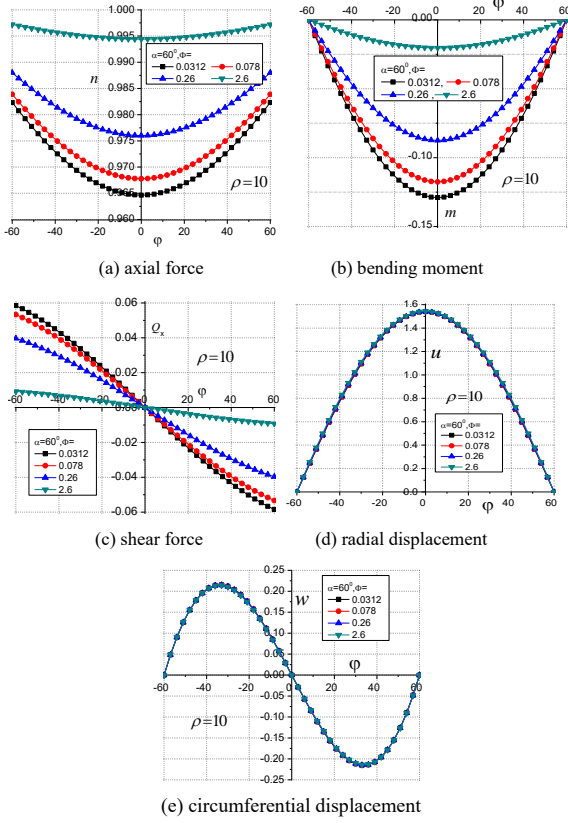 1.000
0.995
0.990
0.985
0.980
0.975
0.970
0.965
0.960
n
α=60⁰,Φ=
0.0312 0.078
0.26 2.6
ρ=10
-60 -40 -20 0 20 40 60
φ
(a) axial force
φ
-60 -40 -20 0 20 40 60
0.00
-0.10
-0.15
α=60⁰,Φ=
0.0312, 0.078
0.26 , 2.6
ρ=10
m
(b) bending moment
0.06
0.04
0.02
0.00
-0.02
-0.04
-0.06
Qx
ρ=10
φ
-60 -40 -20 0 20 40 60
α=60⁰,Φ=
0.0312
0.078
0.26
2.6
(c) shear force
1.6
1.4
1.2
1.0
0.8
0.6
0.4
0.2
0.0
u
ρ=10
α=60⁰,Φ=
0.0312
0.078
0.26
2.6
-60 -40 -20 0 20 40 60
φ
(d) radial displacement
0.25
0.20
0.15
0.10
0.05
0.00
-0.05
-0.10
-0.15
-0.20
-0.25
w
α=60⁰,Φ=
0.0312
0.078
0.26
2.6
φ
-60 -40 -20 0 20 40 60
ρ=10
(e) circumferential displacement